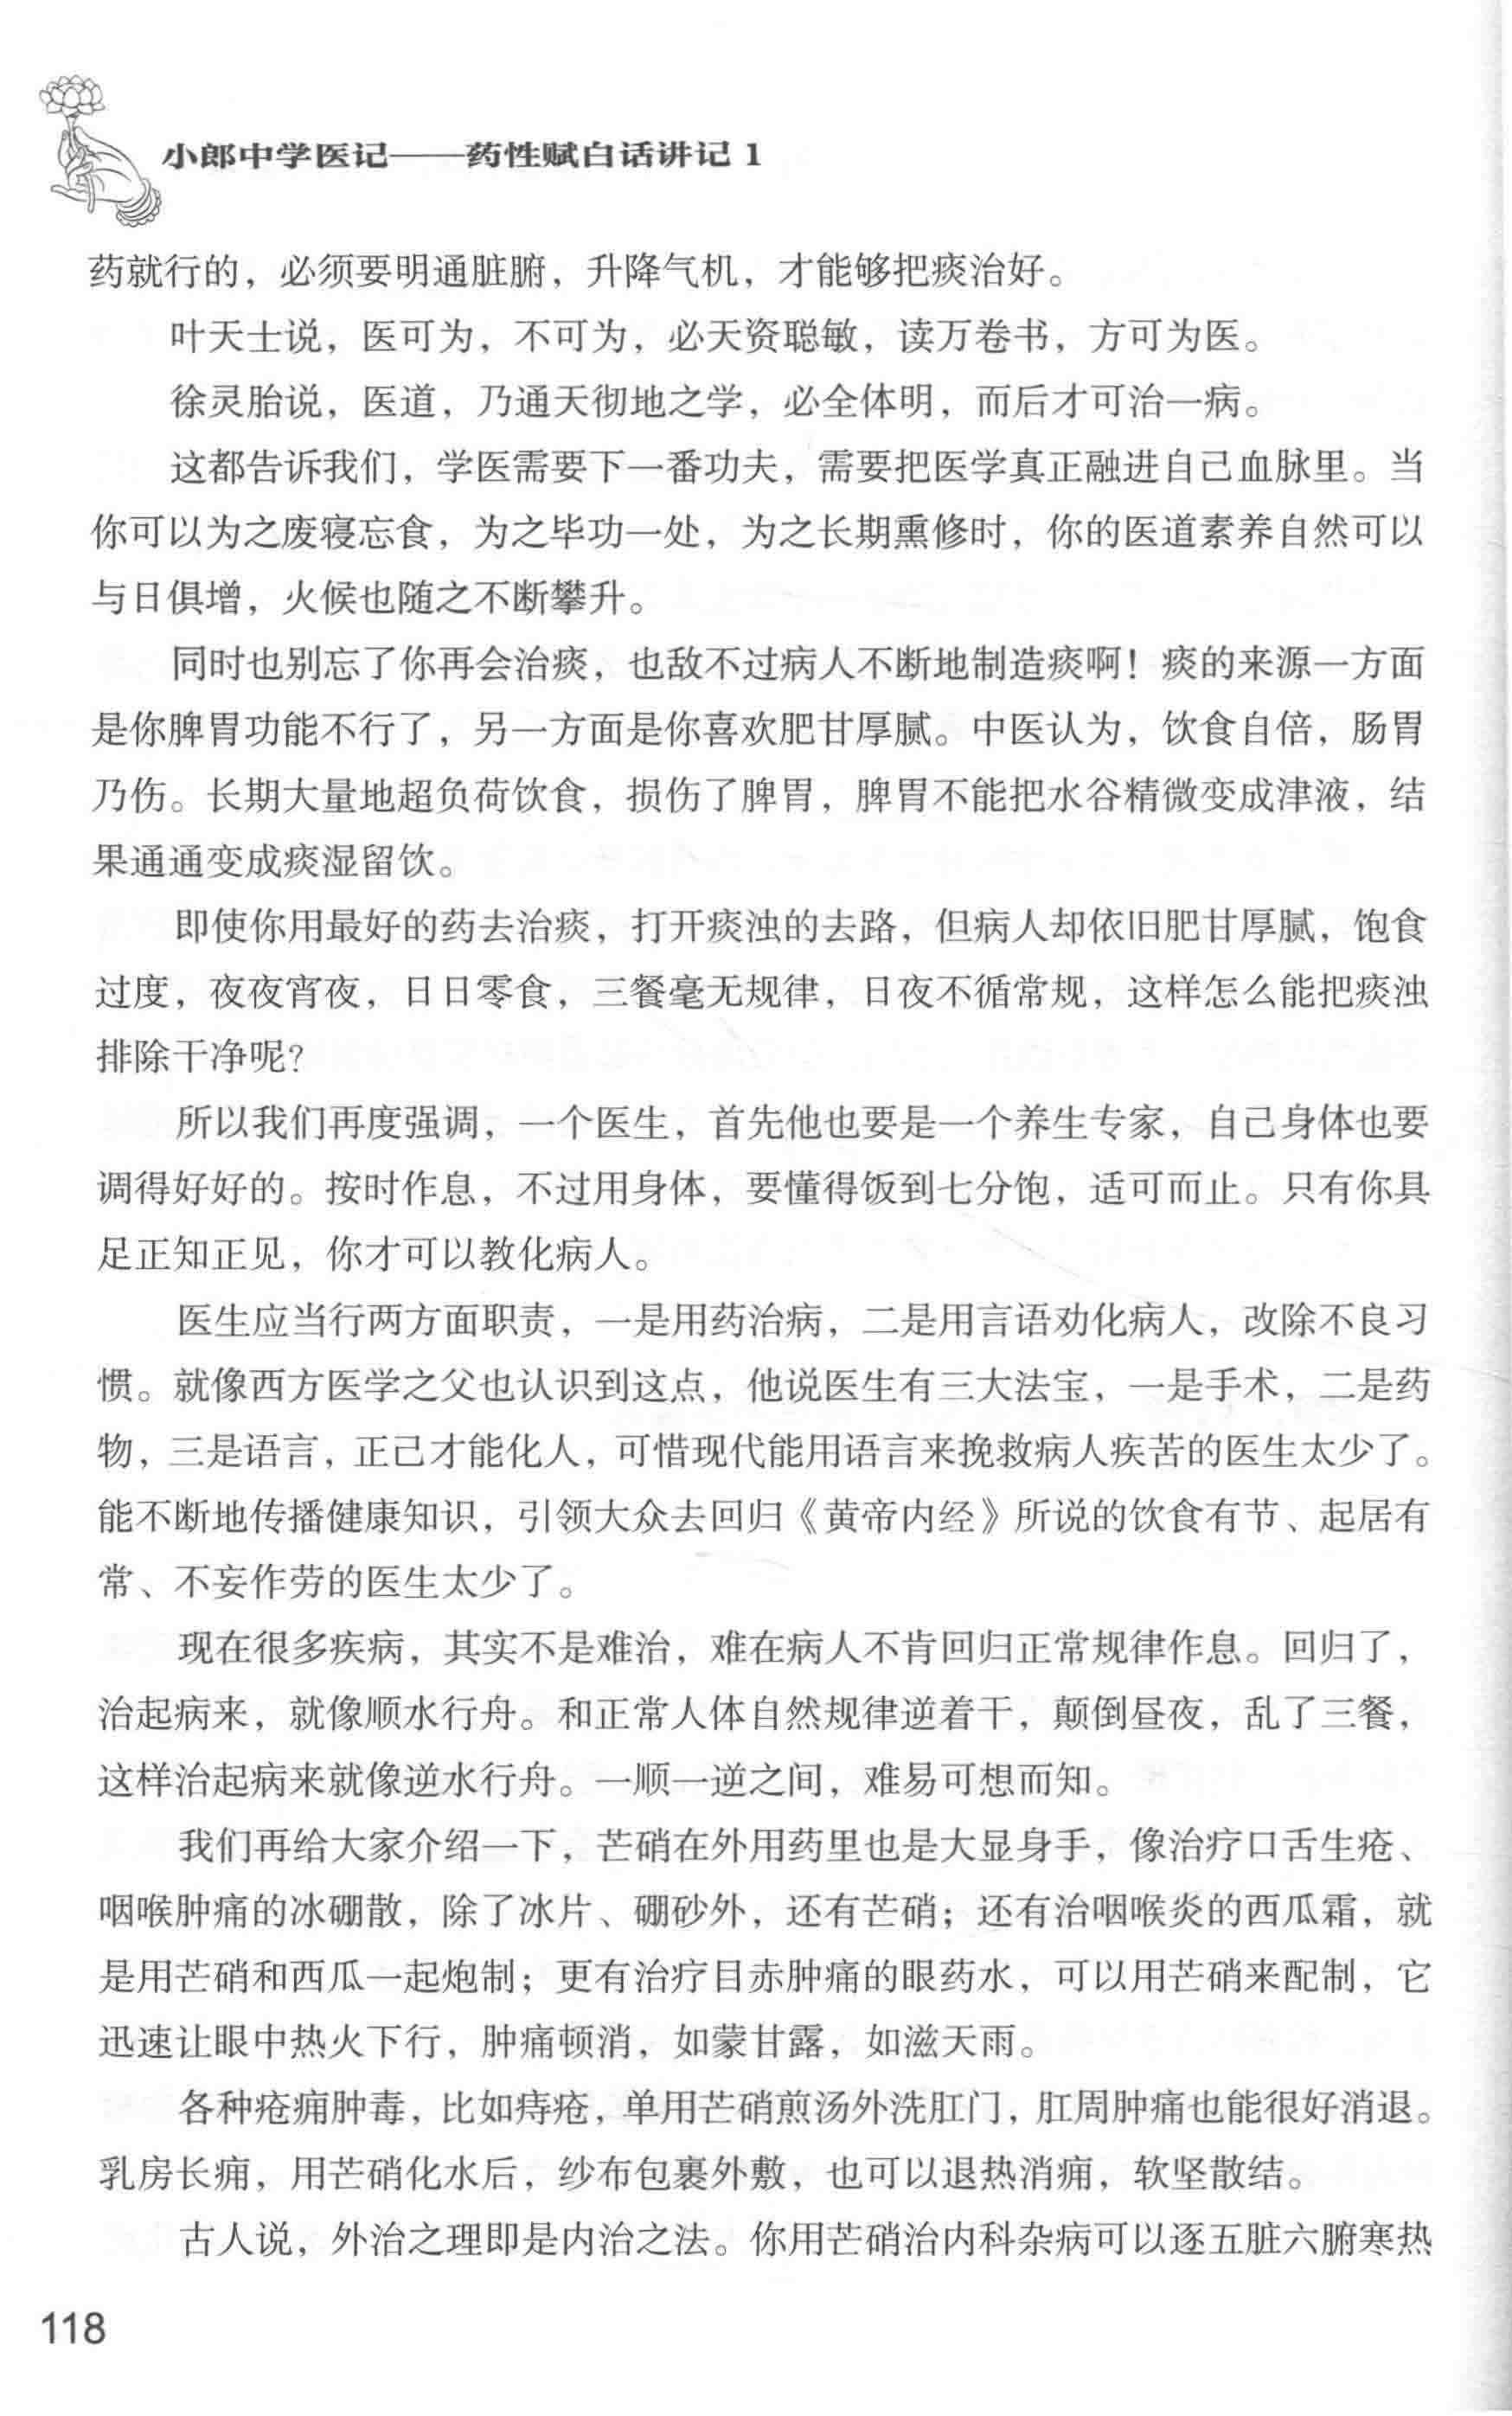 小郎中学医记——药性赋白话讲记 1
药就行的，必须要明通脏腑，升降气机，才能够把痰治好。
叶天士说，医可为，不可为，必天资聪敏，读万卷书，方可为医。
徐灵胎说，医道，乃通天彻地之学，必全体明，而后才可治一病。
这都告诉我们，学医需要下一番功夫，需要把医学真正融进自己血脉里。当
你可以为之废寝忘食，为之毕功一处，为之长期熏修时，你的医道素养自然可以
与日俱增，火候也随之不断攀升。
同时也别忘了你再会治痰，也敌不过病人不断地制造痰啊！痰的来源一方面
是你脾胃功能不行了，另一方面是你喜欢肥甘厚腻。中医认为，饮食自倍，肠胃
乃伤。长期大量地超负荷饮食，损伤了脾胃，脾胃不能把水谷精微变成津液，结
果通通变成痰湿留饮。
即使你用最好的药去治痰，打开痰浊的去路，但病人却依旧肥甘厚腻，饱食
过度，夜夜宵夜，日日零食，三餐毫无规律，日夜不循常规，这样怎么能把痰浊
排除干净呢？
所以我们再度强调，一个医生，首先他也要是一个养生专家，自己身体也要
调得好好的。按时作息，不过用身体，要懂得饭到七分饱，适可而止。只有你具
足正知正见，你才可以教化病人。
医生应当行两方面职责，一是用药治病，二是用言语劝化病人，改除不良习
惯。就像西方医学之父也认识到这点，他说医生有三大法宝，一是手术，二是药
物，三是语言，正己才能化人，可惜现代能用语言来挽救病人疾苦的医生太少了。
能不断地传播健康知识，引领大众去回归《黄帝内经》所说的饮食有节、起居有
常、不妄作劳的医生太少了。
现在很多疾病，其实不是难治，难在病人不肯回归正常规律作息。回归了，
治起病来，就像顺水行舟。和正常人体自然规律逆着干，颠倒昼夜，乱了三餐，
这样治起病来就像逆水行舟。一顺一逆之间，难易可想而知。
我们再给大家介绍一下，芒硝在外用药里也是大显身手，像治疗口舌生疮、
咽喉肿痛的冰硼散，除了冰片、硼砂外，还有芒硝；还有治咽喉炎的西瓜霜，就
是用芒硝和西瓜一起炮制；更有治疗目赤肿痛的眼药水，可以用芒硝来配制，它
迅速让眼中热火下行，肿痛顿消，如蒙甘露，如滋天雨。
各种疮痈肿毒，比如痔疮，单用芒硝煎汤外洗肛门，肛周肿痛也能很好消退。
乳房长痈，用芒硝化水后，纱布包裹外敷，也可以退热消痈，软坚散结。
古人说，外治之理即是内治之法。你用芒硝治内科杂病可以逐五脏六腑寒热
118